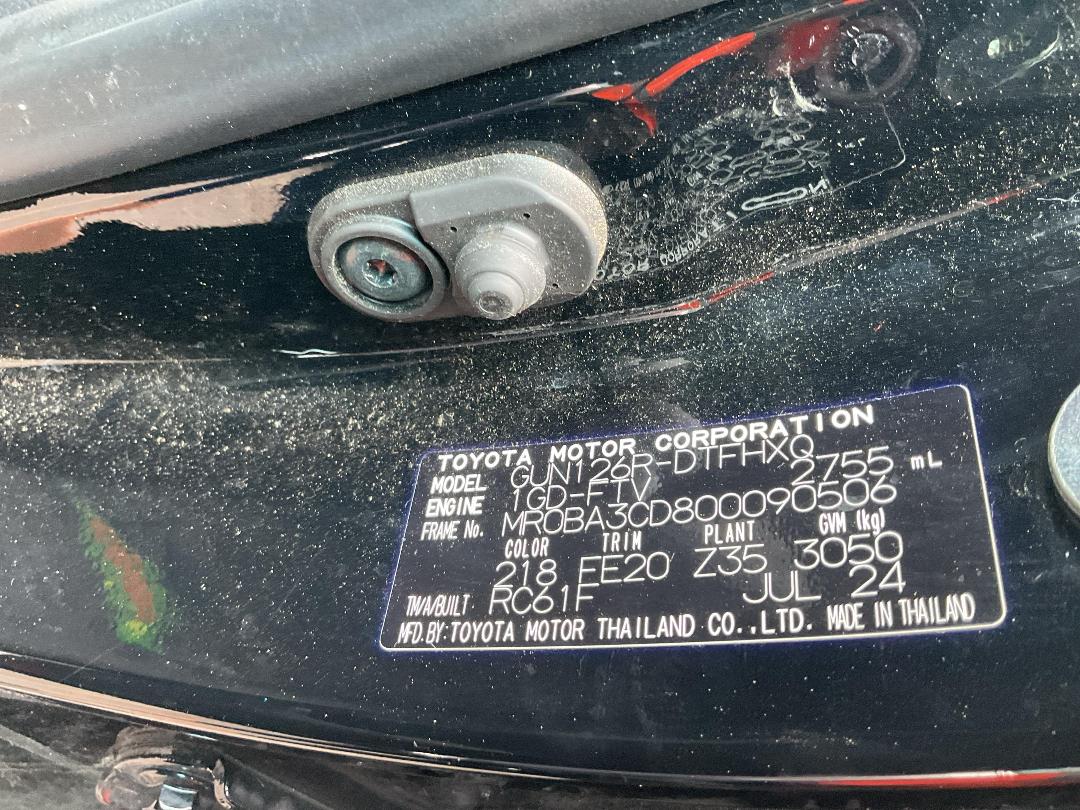 TOYOTA MOTOR CORPORATION
MODEL GUN126R-DTFHXQ
ENGINE 1GD-FTV 2755 mL
FRAME No. MR0BA3CD800090506
COLOR TRIM PLANT GVM (kg)
218 FE20 Z35 3050
TM/A/BUILT RC61F JUL 24
MFD.BY:TOYOTA MOTOR THAILAND CO.,LTD. MADE IN THAILAND